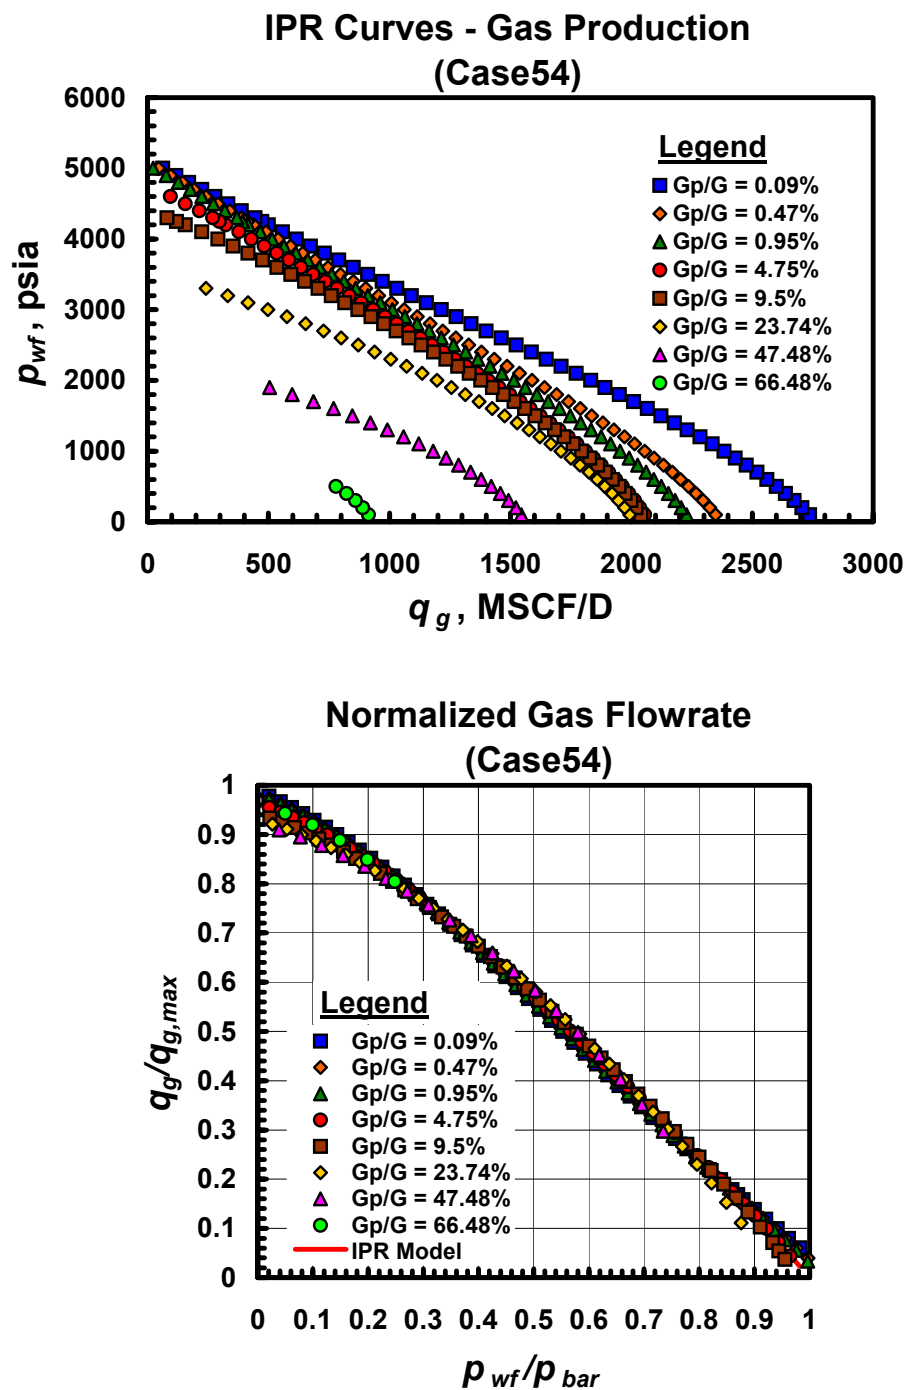 IPR Curves - Gas Production
(Case54)
6000
5000
4000
3000
2000
1000
0
p wf , psia
Legend
Gp/G = 0.09%
Gp/G = 0.47%
Gp/G = 0.95%
Gp/G = 4.75%
Gp/G = 9.5%
Gp/G = 23.74%
Gp/G = 47.48%
Gp/G = 66.48%
0 500 1000 1500 2000 2500 3000
q g , MSCF/D
Normalized Gas Flowrate
(Case54)
1
0.9
0.8
0.7
0.6
0.5
0.4
0.3
0.2
0.1
0
q g /q g,max
Legend
Gp/G = 0.09%
Gp/G = 0.47%
Gp/G = 0.95%
Gp/G = 4.75%
Gp/G = 9.5%
Gp/G = 23.74%
Gp/G = 47.48%
Gp/G = 66.48%
IPR Model
0 0.1 0.2 0.3 0.4 0.5 0.6 0.7 0.8 0.9 1
p wf /p bar